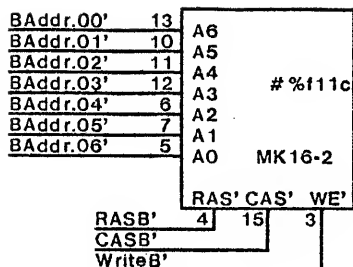 BAddr.00' 13 A6
BAddr.01' 10 A5
BAddr.02' 11 A4
BAddr.03' 12 A3 #%f11c
BAddr.04' 6 A2
BAddr.05' 7 A1
BAddr.06' 5 A0 MK16-2
RAS' CAS' WE'
RASB' 4 15 3
CASB'
WriteB'